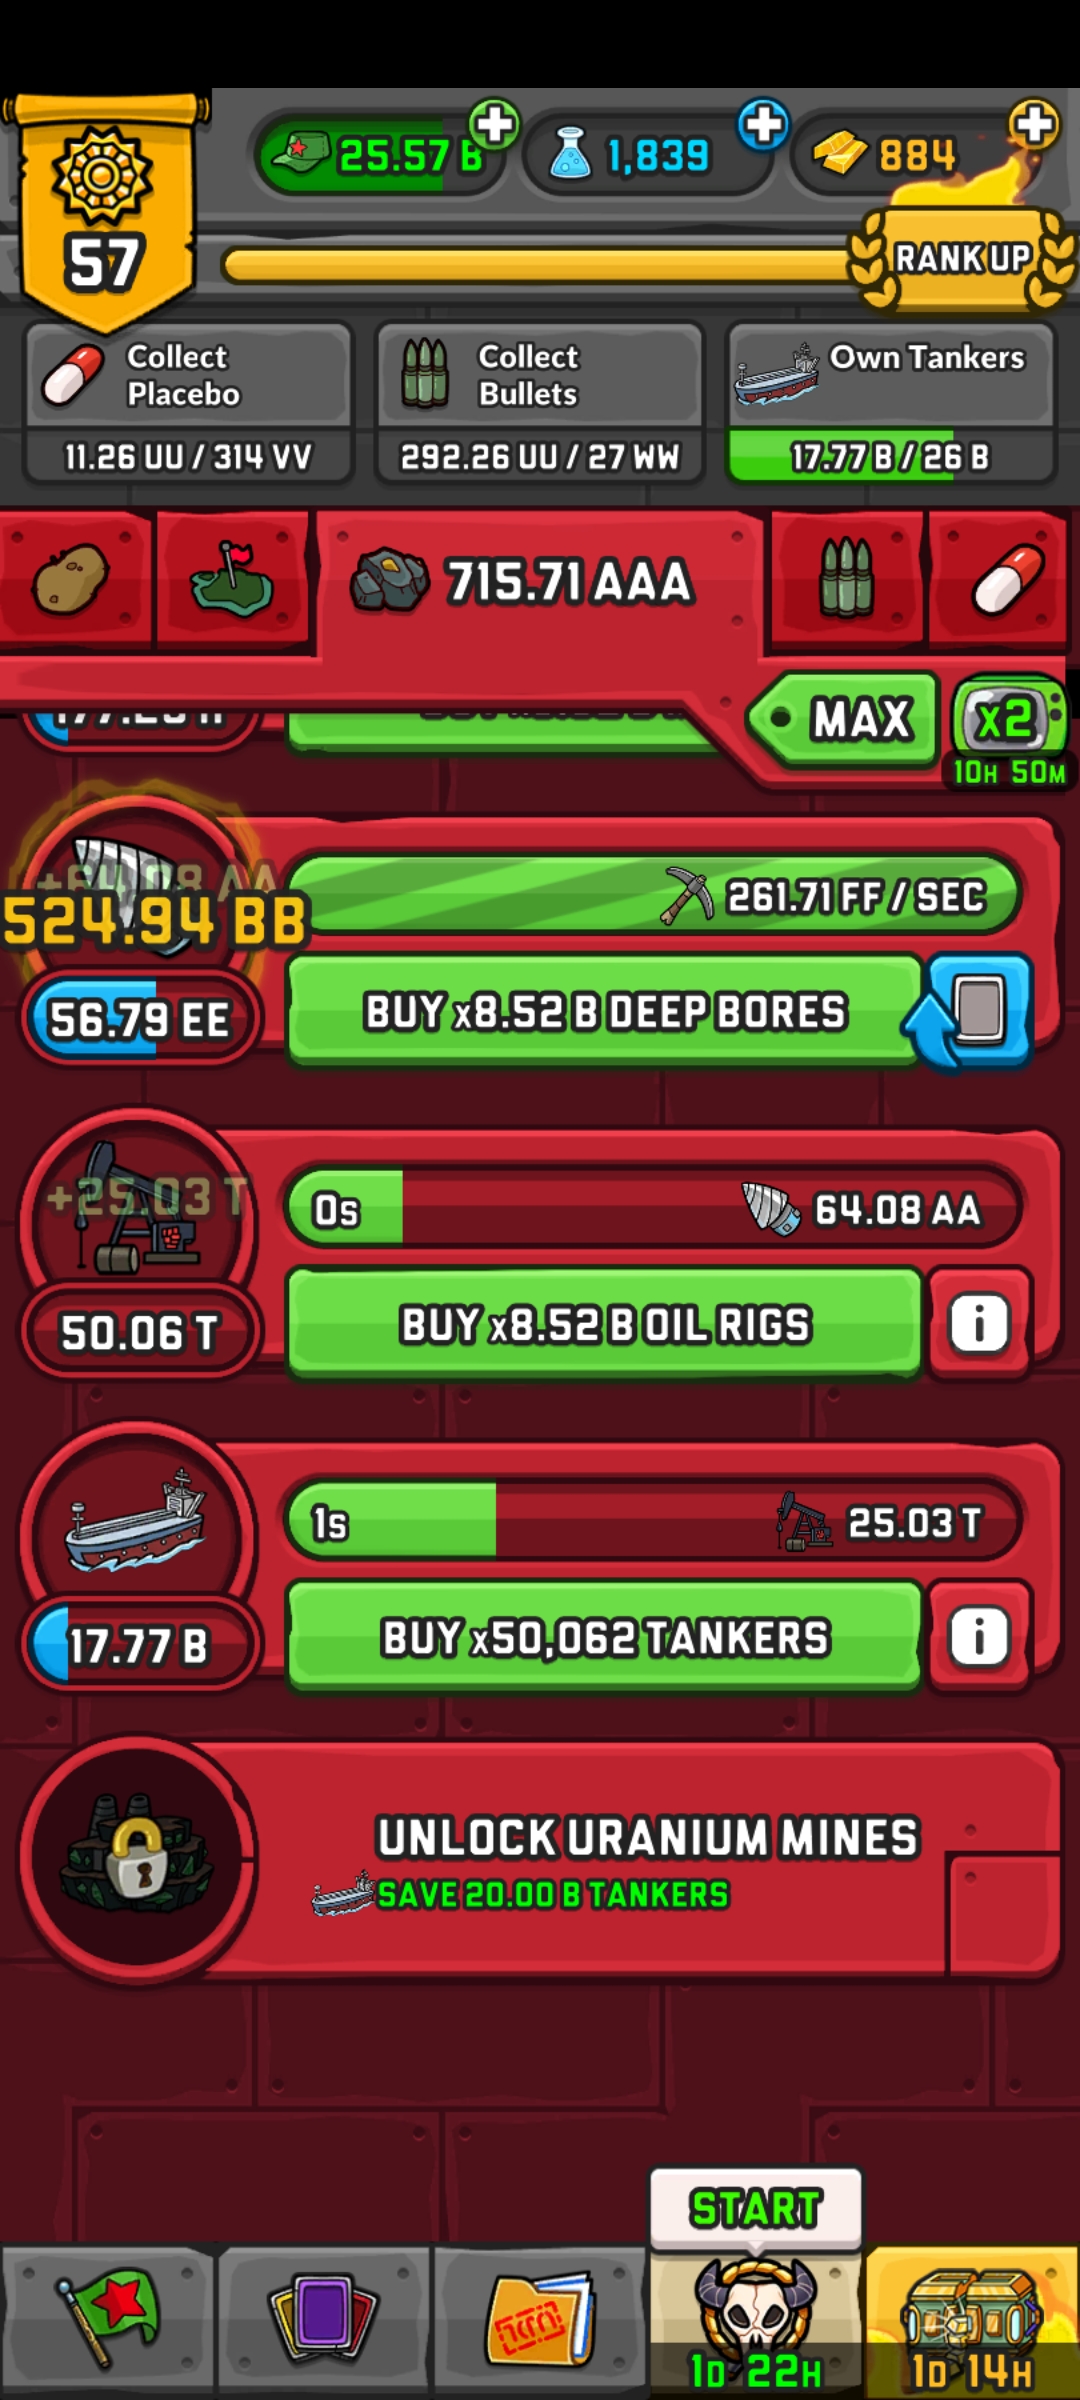 25.57 B
1,839
884
57
RANK UP
Collect
Placebo
11.26 UU / 314 VV
Collect
Bullets
292.26 UU / 27 WW
Own Tankers
17.77 B / 26 B
715.71 AAA
MAX
x2
10H 50M
+64.08 AA
524.94 BB
261.71 FF / SEC
56.79 EE
BUY x8.52 B DEEP BORES
+25.03 T
0s
64.08 AA
50.06 T
BUY x8.52 B OIL RIGS
i
1s
25.03 T
17.77 B
BUY x50,062 TANKERS
i
UNLOCK URANIUM MINES
SAVE 20.00 B TANKERS
START
1D 22H
1D 14H